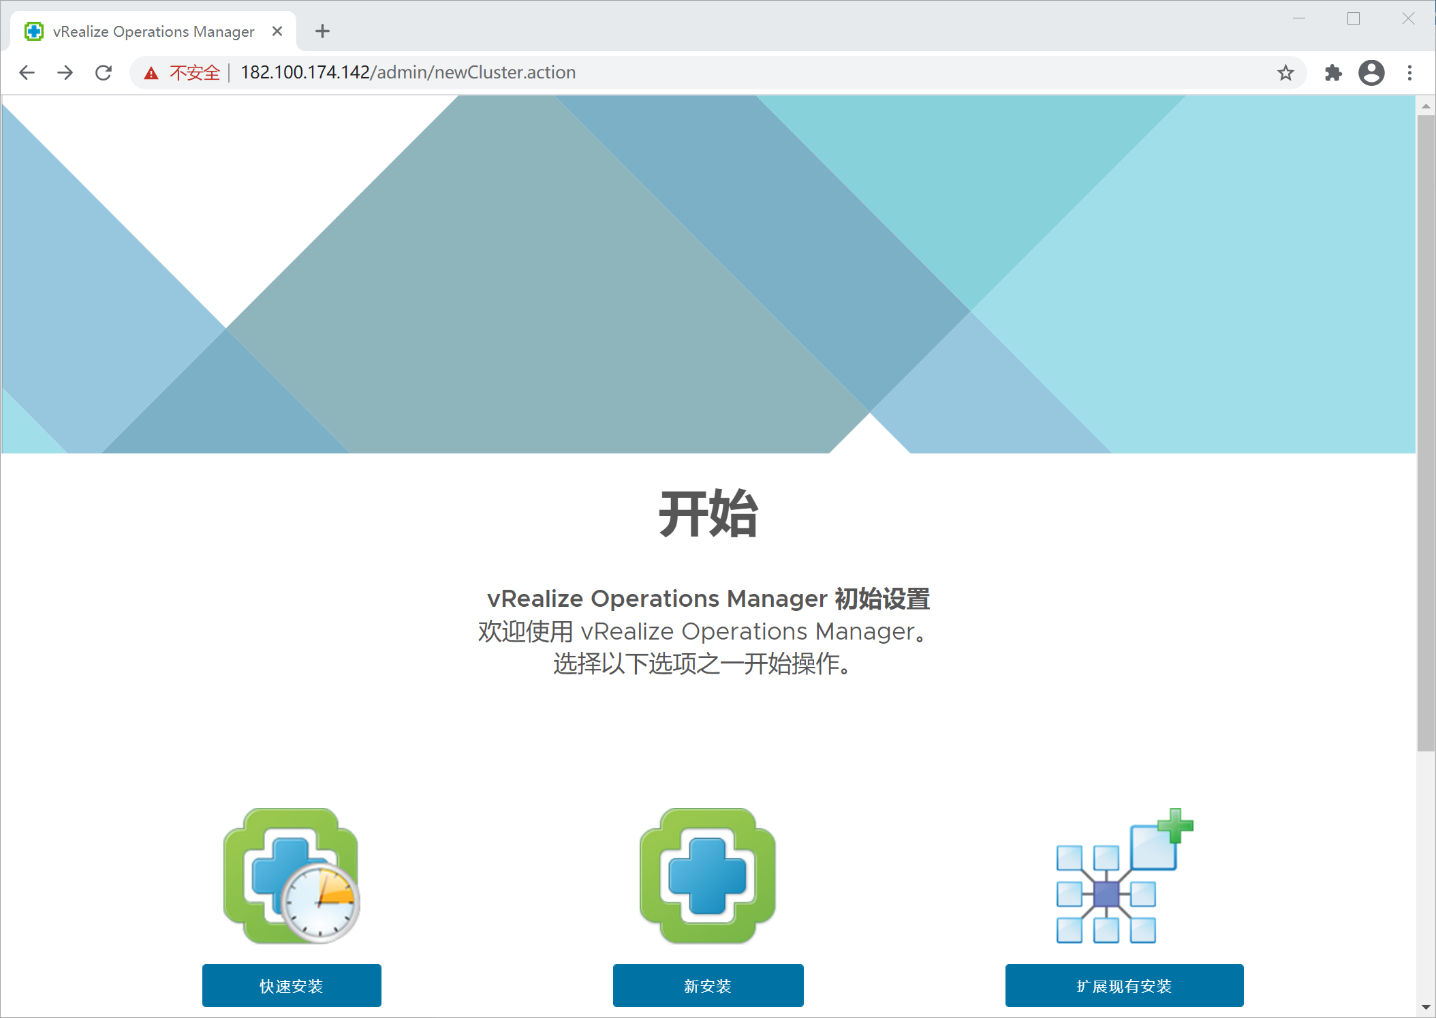 vRealize Operations Manager
不安全 | 182.100.174.142/admin/newCluster.action
开始
vRealize Operations Manager 初始设置
欢迎使用 vRealize Operations Manager。
选择以下选项之一开始操作。
快速安装
新安装
扩展现有安装